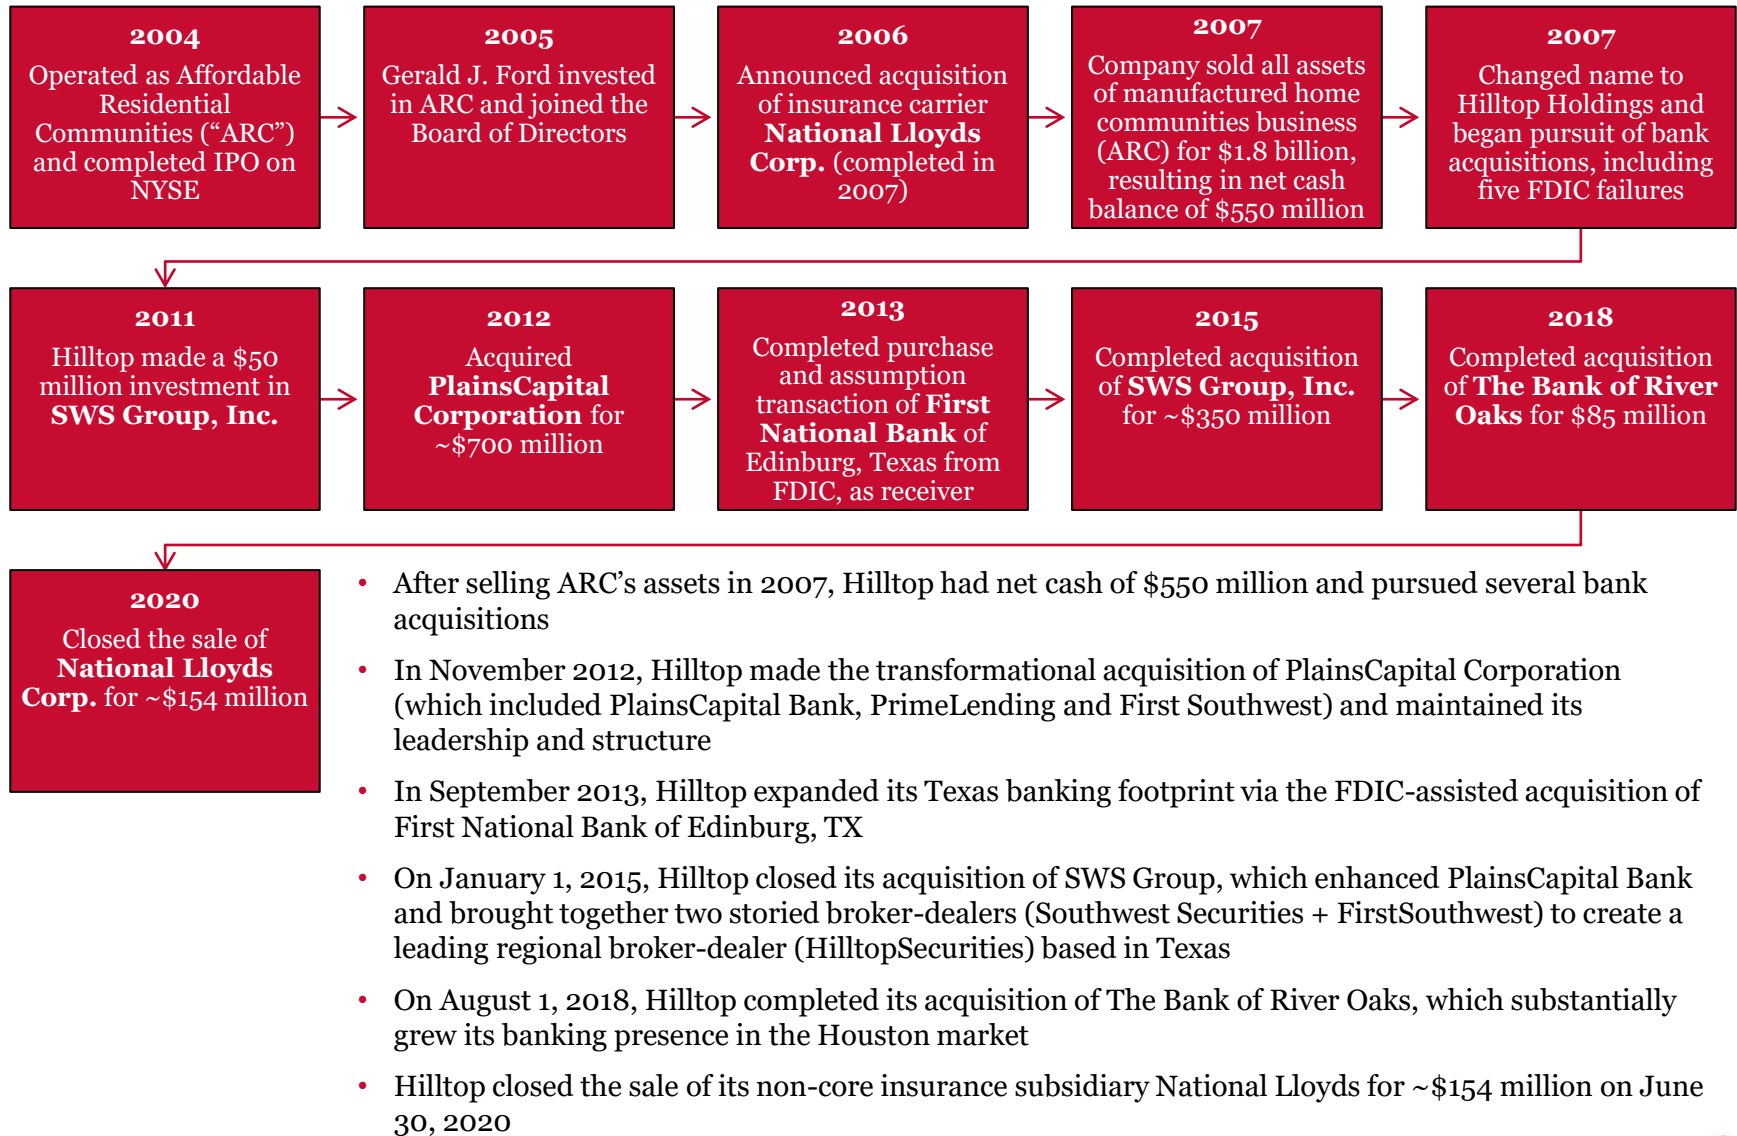 2004
Operated as Affordable
Residential
Communities (“ARC”)
and completed IPO on
NYSE
2005
Gerald J. Ford invested
in ARC and joined the
Board of Directors
2006
Announced acquisition
of insurance carrier
National Lloyds
Corp. (completed in
2007)
2007
Company sold all assets
of manufactured home
communities business
(ARC) for $1.8 billion,
resulting in net cash
balance of $550 million
2007
Changed name to
Hilltop Holdings and
began pursuit of bank
acquisitions, including
five FDIC failures
2011
Hilltop made a $50
million investment in
SWS Group, Inc.
2012
Acquired
PlainsCapital
Corporation for
~$700 million
2013
Completed purchase
and assumption
transaction of First
National Bank of
Edinburg, Texas from
FDIC, as receiver
2015
Completed acquisition
of SWS Group, Inc.
for ~$350 million
2018
Completed acquisition
of The Bank of River
Oaks for $85 million
2020
Closed the sale of
National Lloyds
Corp. for ~$154 million
• After selling ARC’s assets in 2007, Hilltop had net cash of $550 million and pursued several bank
acquisitions
• In November 2012, Hilltop made the transformational acquisition of PlainsCapital Corporation
(which included PlainsCapital Bank, PrimeLending and First Southwest) and maintained its
leadership and structure
• In September 2013, Hilltop expanded its Texas banking footprint via the FDIC-assisted acquisition of
First National Bank of Edinburg, TX
• On January 1, 2015, Hilltop closed its acquisition of SWS Group, which enhanced PlainsCapital Bank
and brought together two storied broker-dealers (Southwest Securities + FirstSouthwest) to create a
leading regional broker-dealer (HilltopSecurities) based in Texas
• On August 1, 2018, Hilltop completed its acquisition of The Bank of River Oaks, which substantially
grew its banking presence in the Houston market
• Hilltop closed the sale of its non-core insurance subsidiary National Lloyds for ~$154 million on June
30, 2020